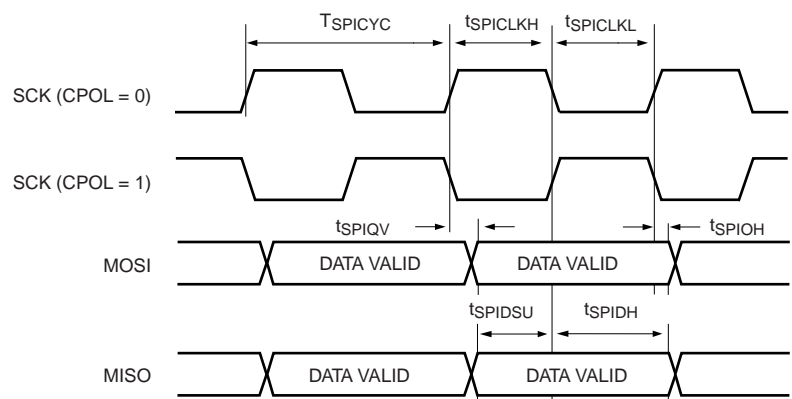 TSPICYC tSPICLKH tSPICLKL
SCK (CPOL = 0)
SCK (CPOL = 1)
tSPIQV tSPIOH
MOSI DATA VALID DATA VALID
tSPIDSU tSPIDH
MISO DATA VALID DATA VALID